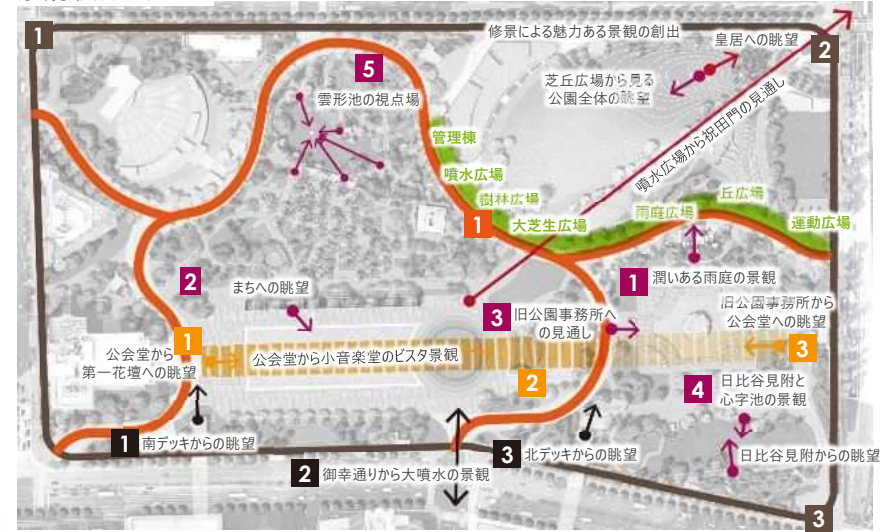 1
修景による魅力ある景観の創出
皇居への眺望
2
5
芝丘広場から見る
公園全体の眺望
雲形池の視点場
噴水広場から祝田門の見通し
管理棟
噴水広場
樹林広場
丘広場
雨庭広場
大芝生広場
運動広場
1
2
1
潤いある雨庭の景観
まちへの眺望
3
旧公園事務所へ
の見通し
旧公園事務所から
公会堂への眺望
1
公会堂から
第一花壇への眺望
公会堂から小音楽堂のビスタ景観
3
2
4
日比谷見附と
心字池の景観
1
南デッキからの眺望
2
御幸通りから大噴水の景観
3
北デッキからの眺望
日比谷見附からの眺望
3